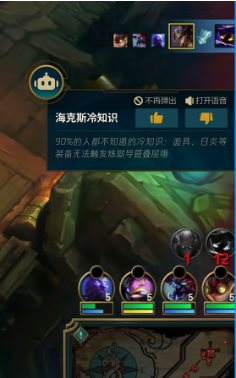 不再弹出 打开语音
海克斯冷知识
90%的人都不知道的冷知识：面具、日炎等
装备无法触发炼狱导管叠层哦
1 12
5 5 5 5